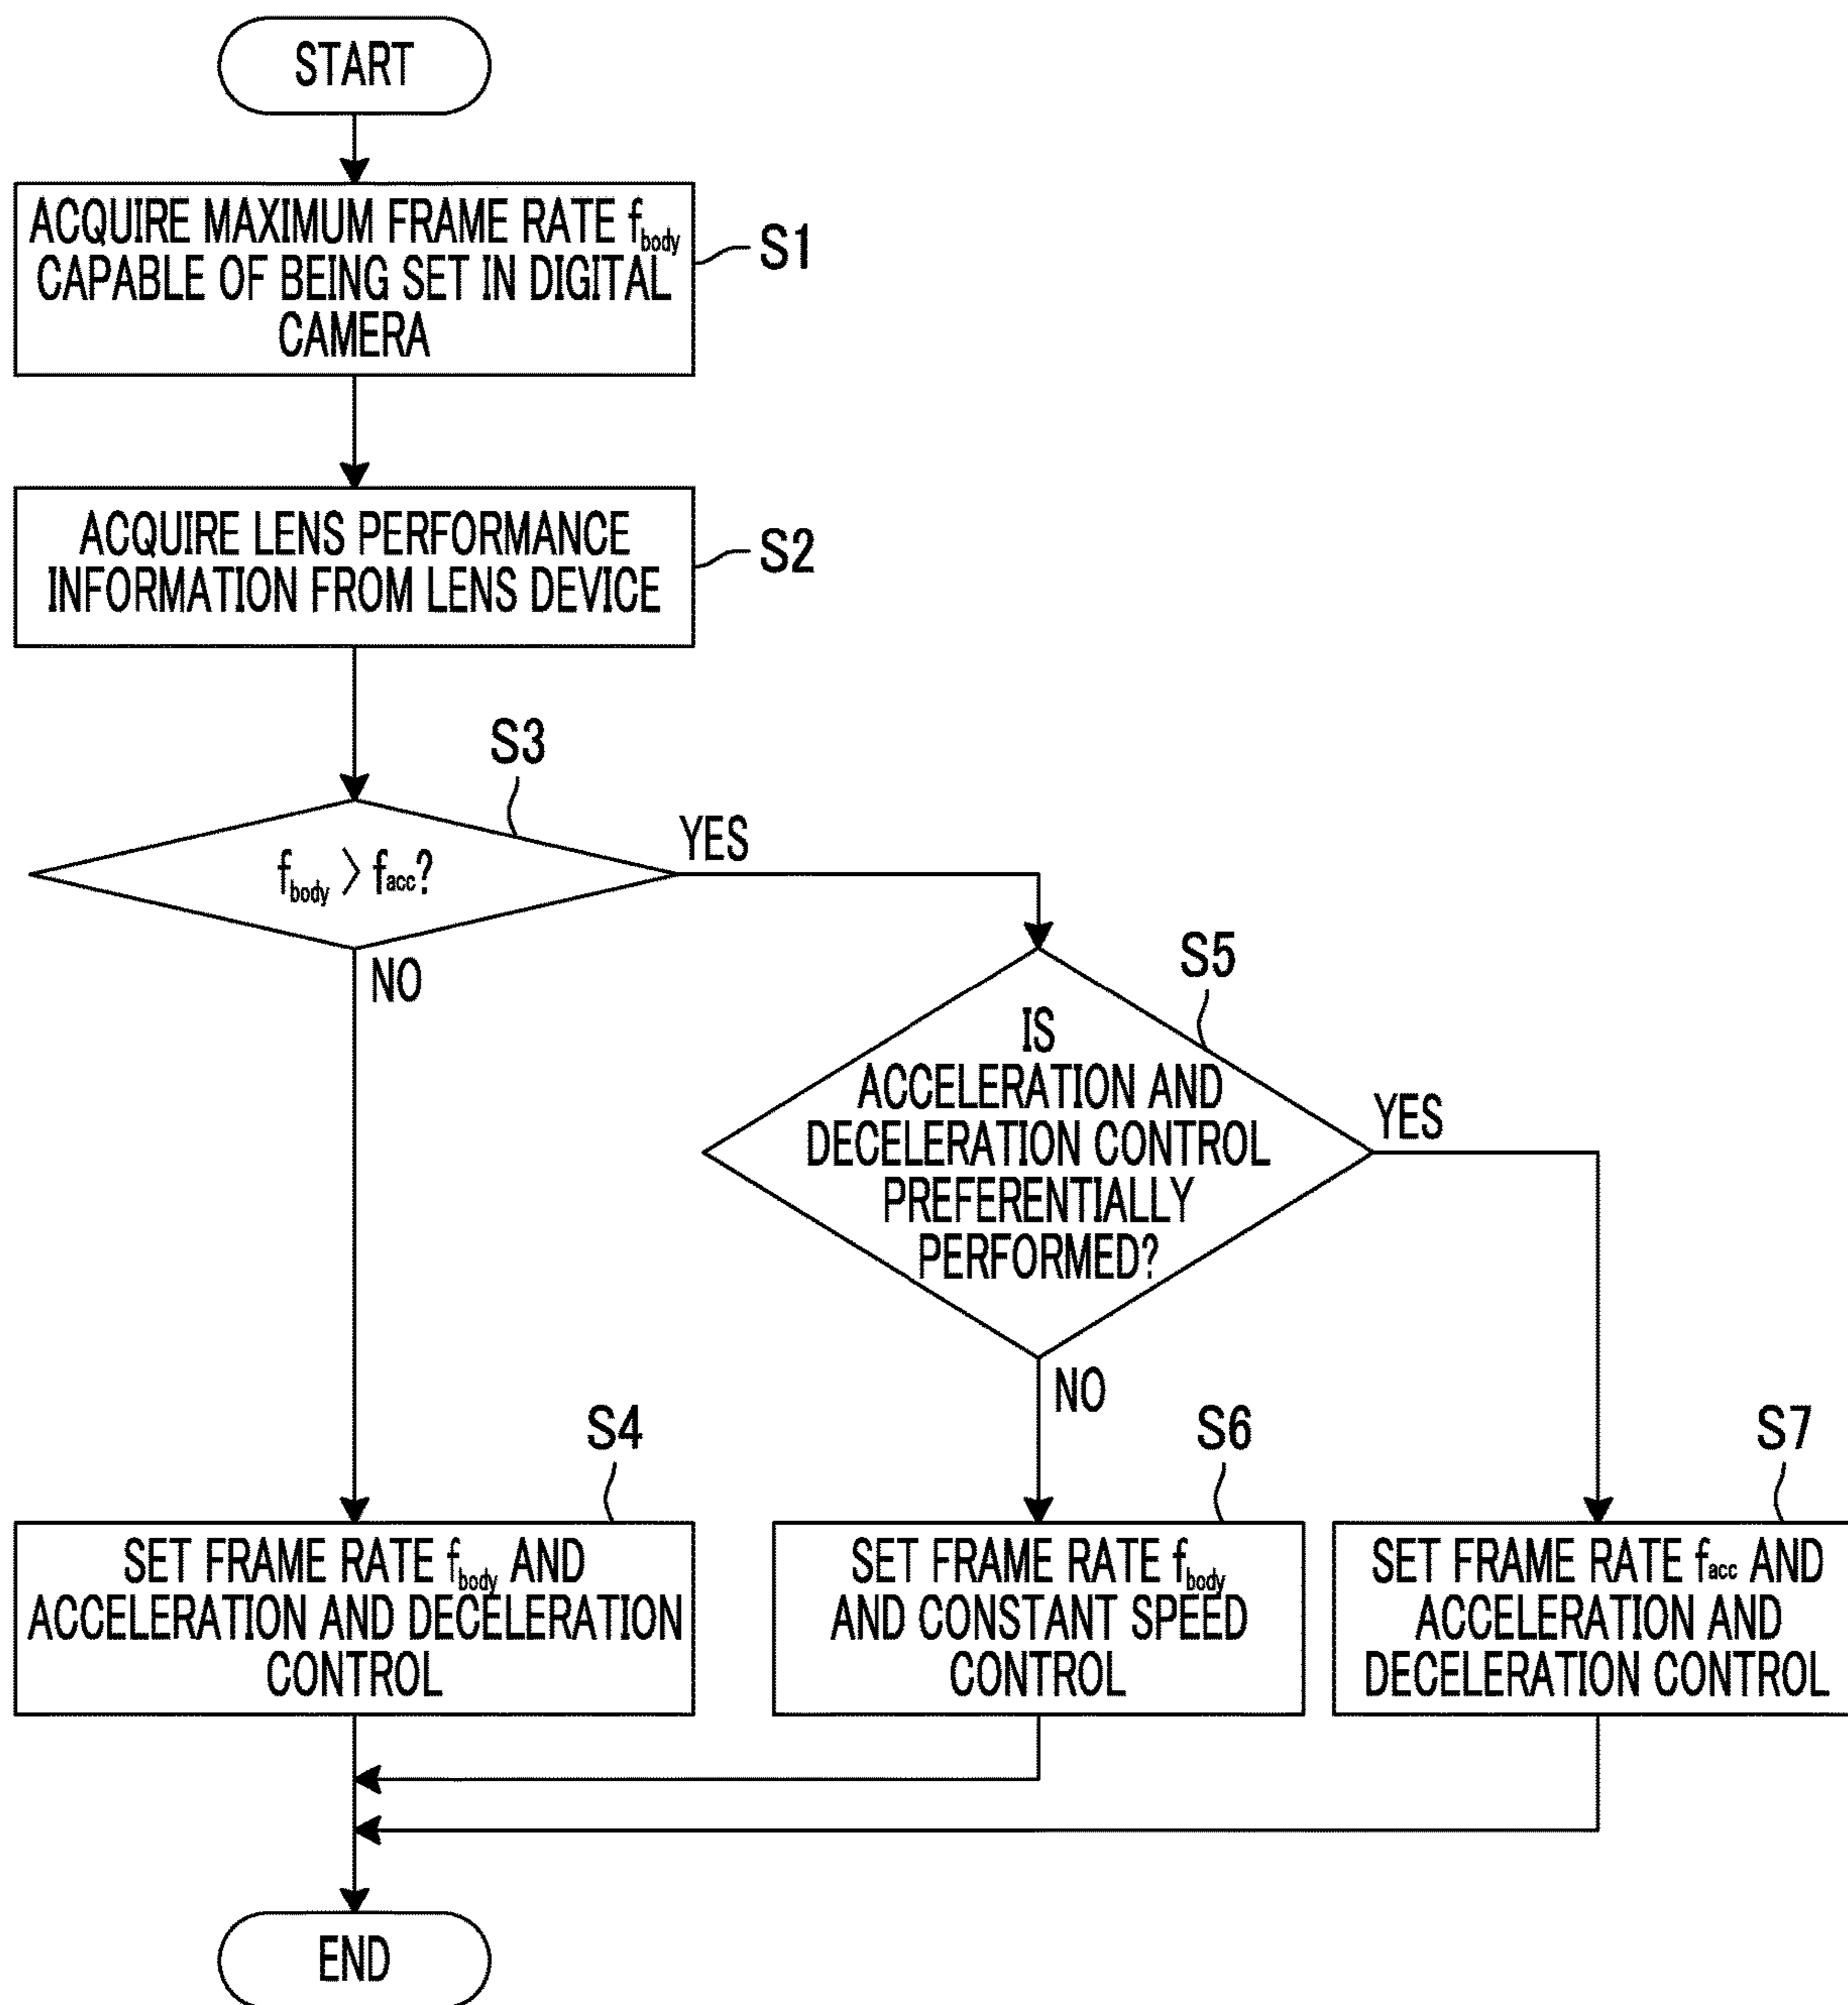 START
ACQUIRE MAXIMUM FRAME RATE fbody
CAPABLE OF BEING SET IN DIGITAL
CAMERA
S1
ACQUIRE LENS PERFORMANCE
INFORMATION FROM LENS DEVICE
S2
S3
fbody > facc?
YES
NO
S5
IS
ACCELERATION AND
DECELERATION CONTROL
PREFERENTIALLY
PERFORMED?
YES
NO
S4
SET FRAME RATE fbody AND
ACCELERATION AND DECELERATION
CONTROL
S6
SET FRAME RATE fbody
AND CONSTANT SPEED
CONTROL
S7
SET FRAME RATE facc AND
ACCELERATION AND
DECELERATION CONTROL
END